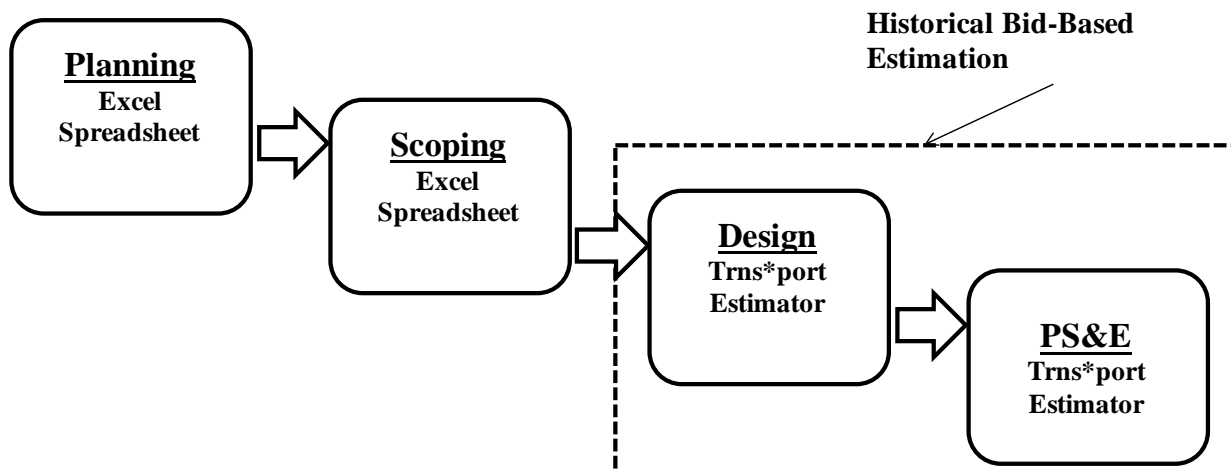 Historical Bid-Based
Estimation
Planning
Excel
Spreadsheet
Scoping
Excel
Spreadsheet
Design
Trns*port
Estimator
PS&E
Trns*port
Estimator